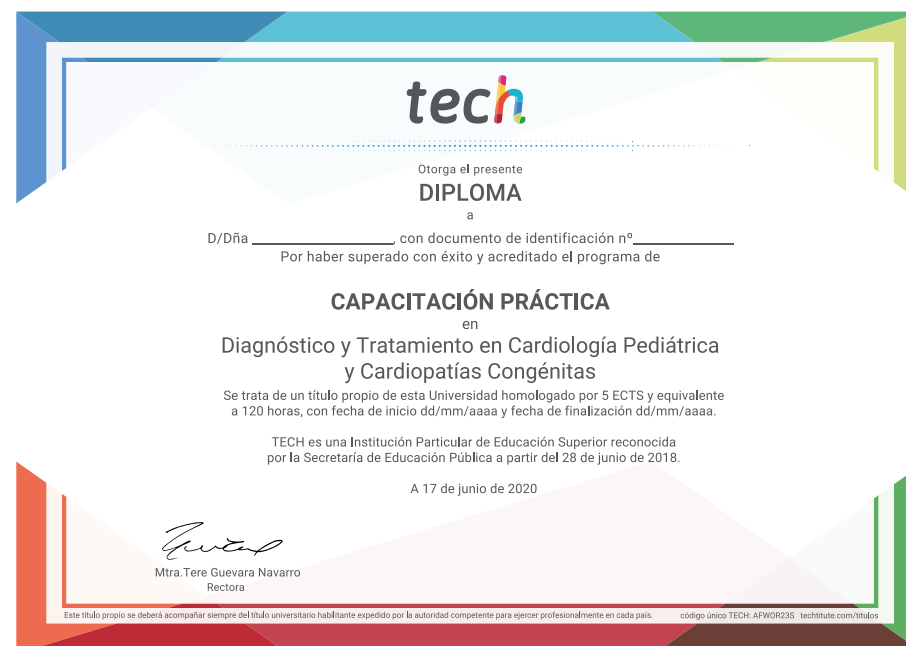 tech
Otorga el presente
DIPLOMA
a
D/Dña ____________________, con documento de identificación nº______________
Por haber superado con éxito y acreditado el programa de
CAPACITACIÓN PRÁCTICA
en
Diagnóstico y Tratamiento en Cardiología Pediátrica
y Cardiopatías Congénitas
Se trata de un título propio de esta Universidad homologado por 5 ECTS y equivalente
a 120 horas, con fecha de inicio dd/mm/aaaa y fecha de finalización dd/mm/aaaa.
TECH es una Institución Particular de Educación Superior reconocida
por la Secretaría de Educación Pública a partir del 28 de junio de 2018.
A 17 de junio de 2020
Mtra.Tere Guevara Navarro
Rectora
Este título propio se deberá acompañar siempre del título universitario habilitante expedido por la autoridad competente para ejercer profesionalmente en cada país. código único TECH: AFWOR23S techtitute.com/titulos